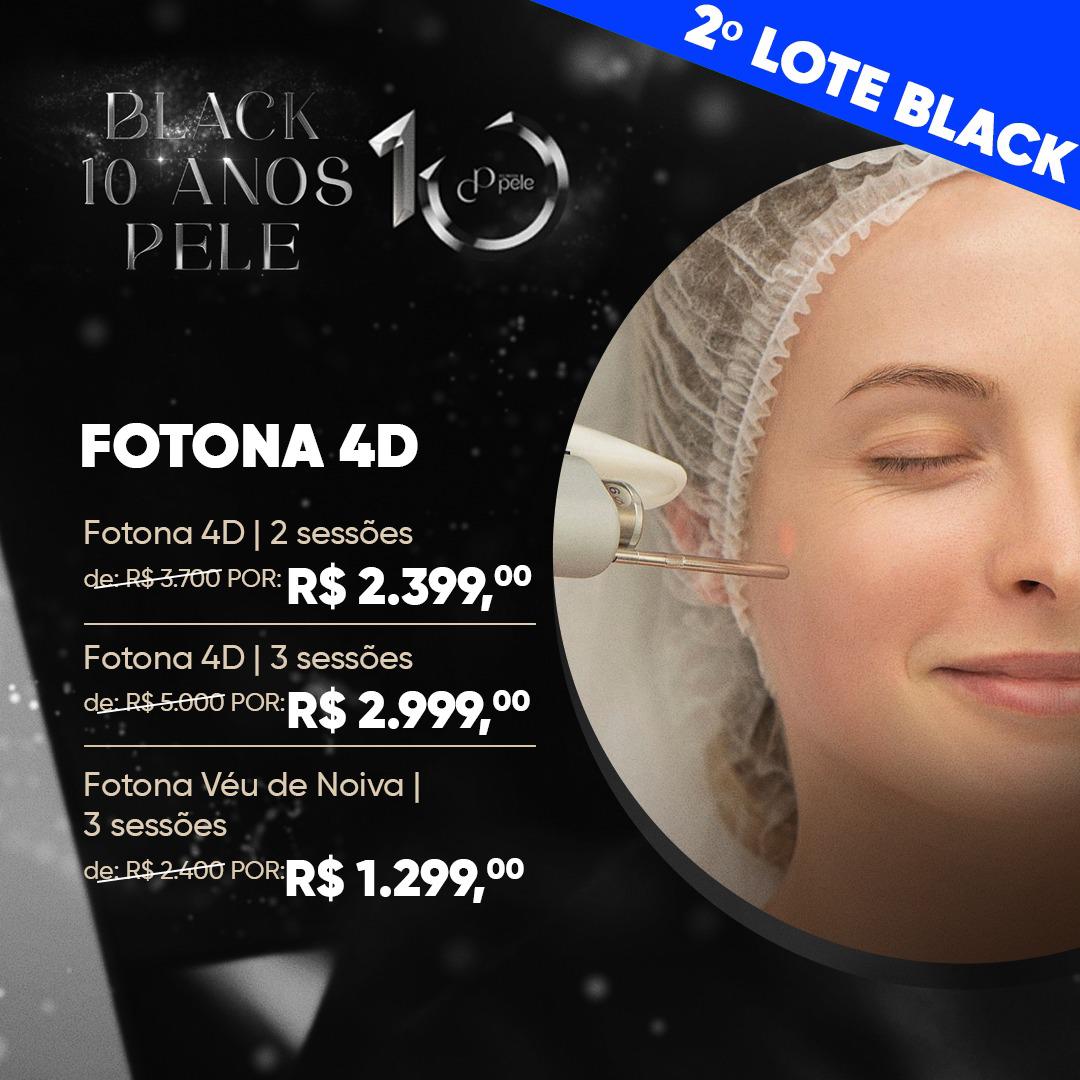 2º LOTE BLACK
BLACK
10 ANOS
PELE
10
pele
FOTONA 4D
Fotona 4D | 2 sessões
de: R$ 3.700 POR: R$ 2.399,00
Fotona 4D | 3 sessões
de: R$ 5.000 POR: R$ 2.999,00
Fotona Véu de Noiva |
3 sessões
de: R$ 2.400 POR: R$ 1.299,00